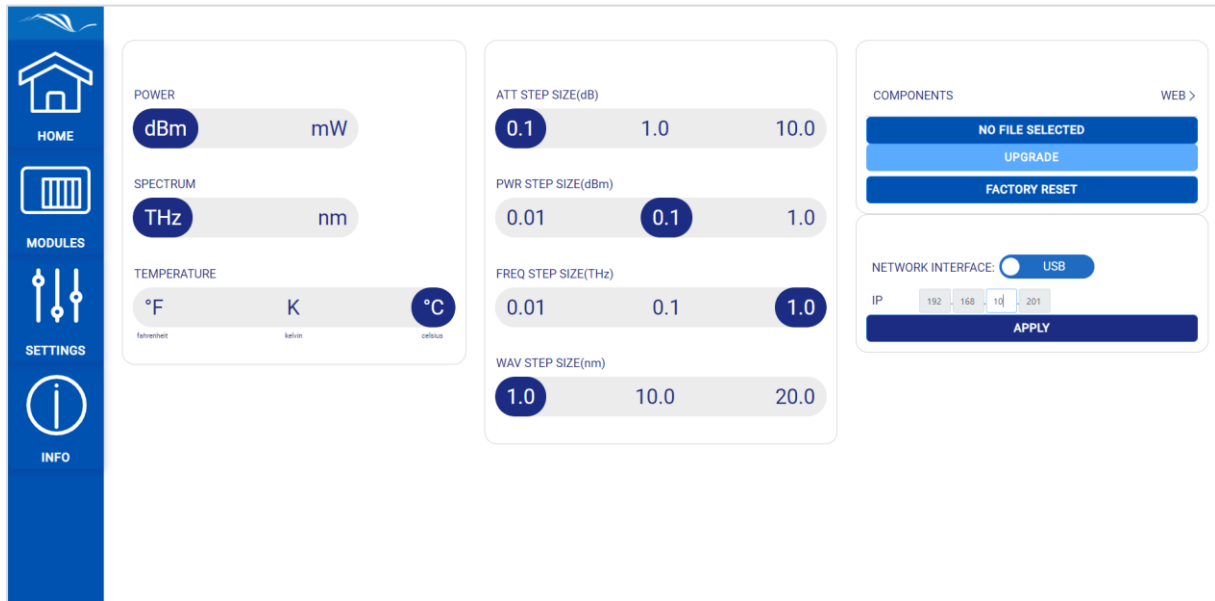 HOME
MODULES
SETTINGS
INFO
POWER
dBm mW
SPECTRUM
THz nm
TEMPERATURE
°F K °C
fahrenheit kelvin celsius
ATT STEP SIZE(dB)
0.1 1.0 10.0
PWR STEP SIZE(dBm)
0.01 0.1 1.0
FREQ STEP SIZE(THz)
0.01 0.1 1.0
WAV STEP SIZE(nm)
1.0 10.0 20.0
COMPONENTS WEB >
NO FILE SELECTED
UPGRADE
FACTORY RESET
NETWORK INTERFACE: USB
IP 192 . 168 . 10 . 201
APPLY